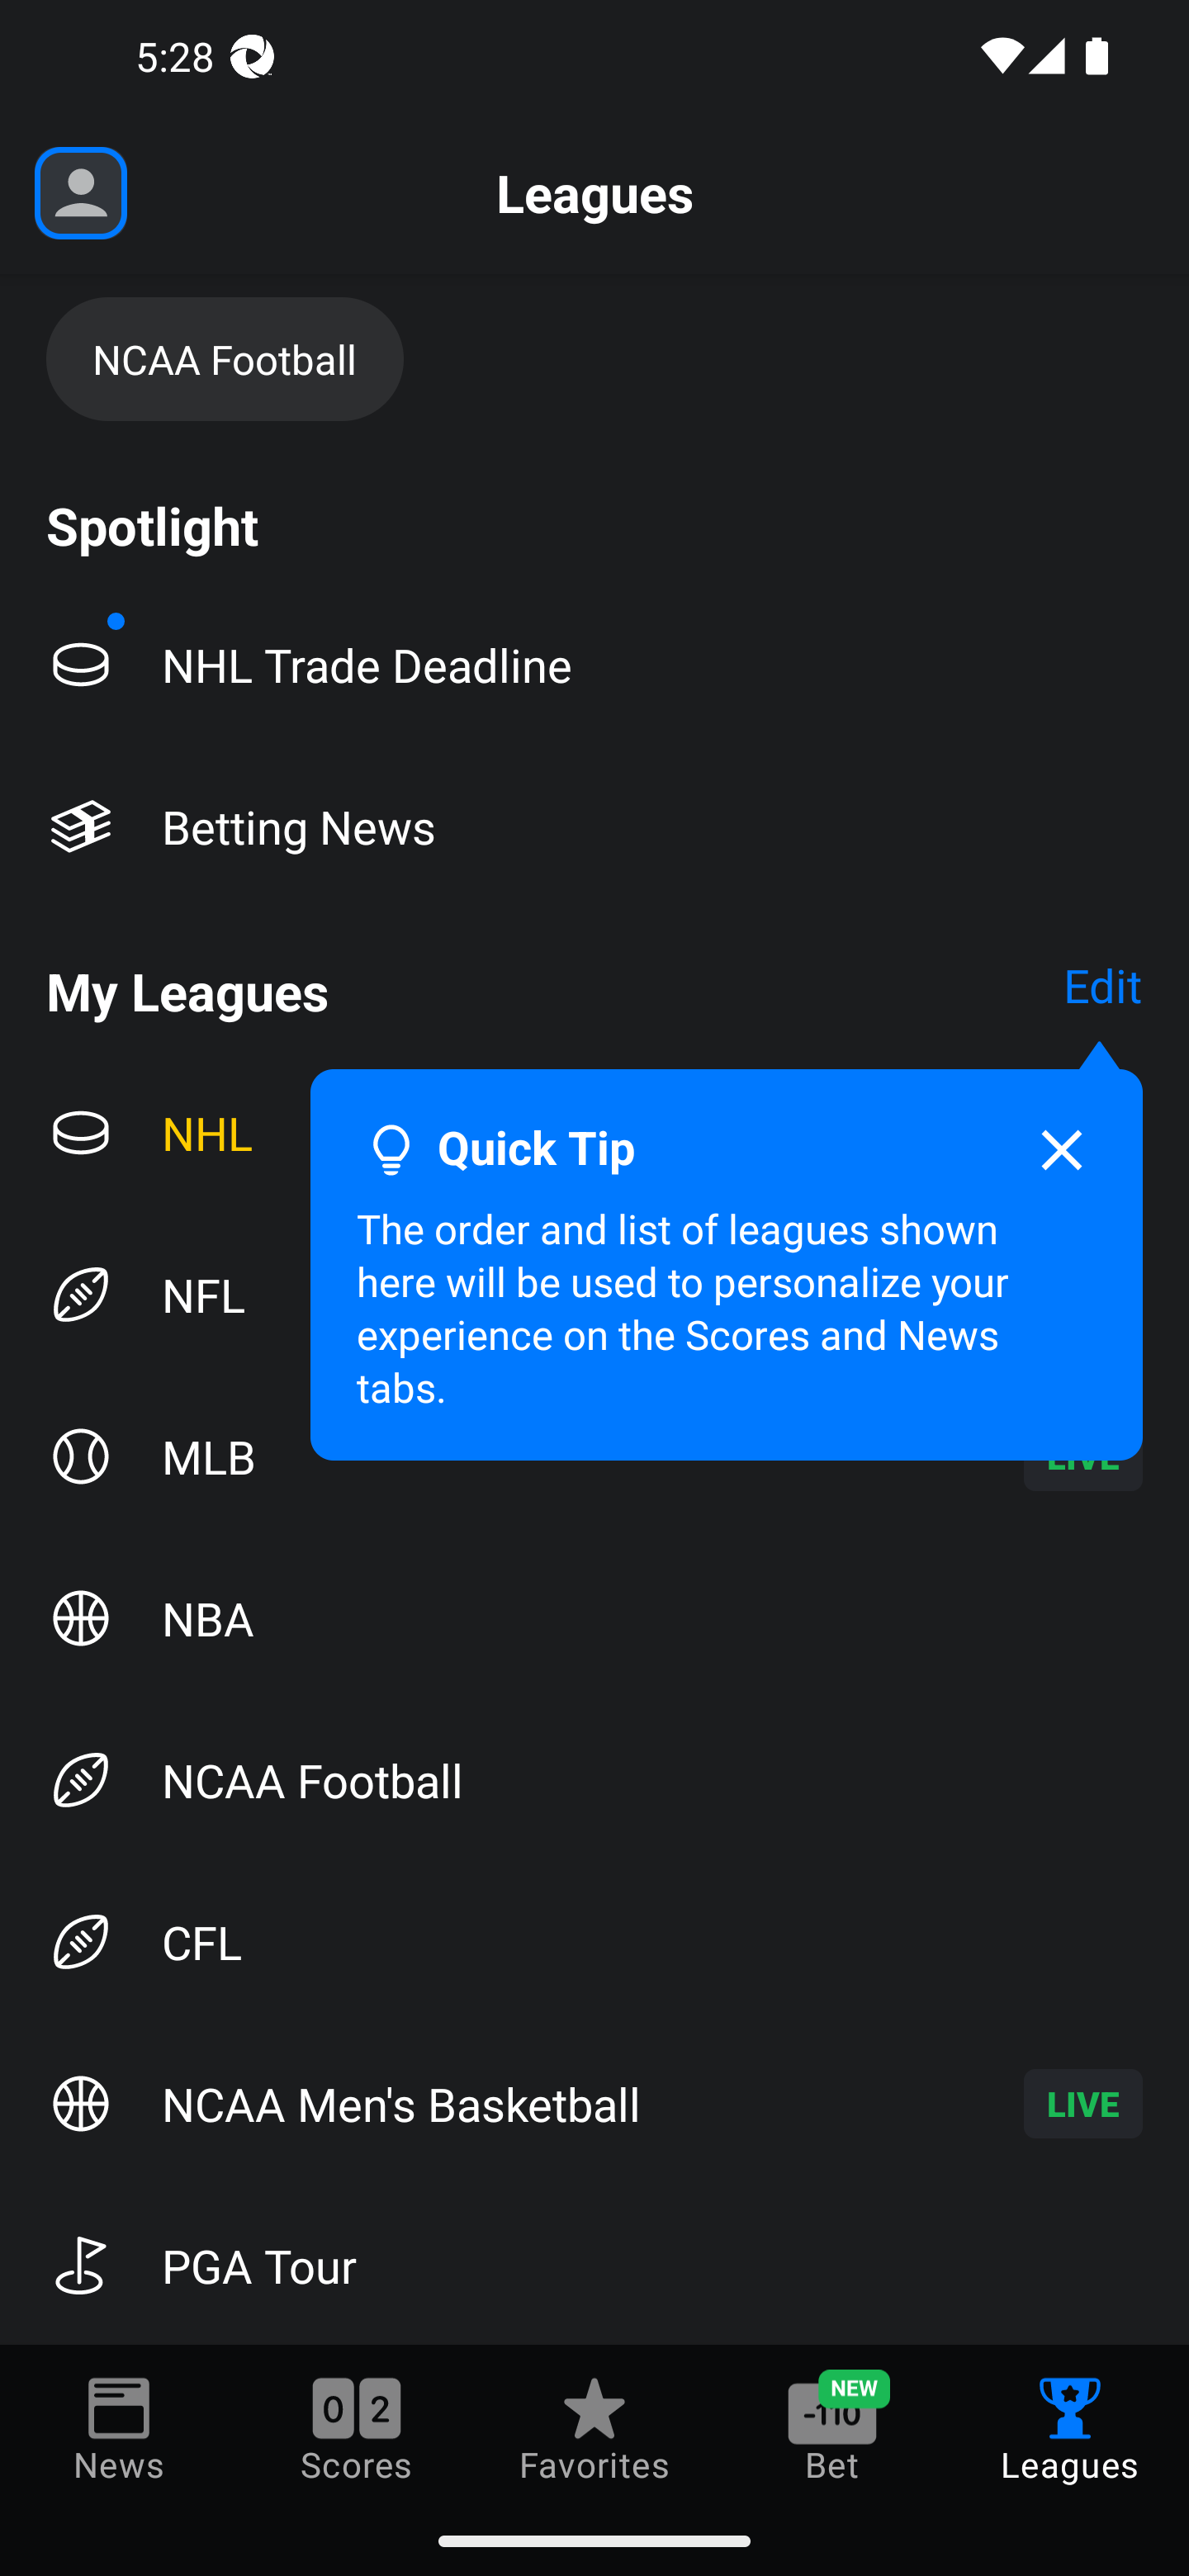 5:28
Leagues
NCAA Football
Spotlight
NHL Trade Deadline
Betting News
My Leagues
Edit
NHL
Quick Tip
The order and list of leagues shown
here will be used to personalize your
experience on the Scores and News
tabs.
NFL
MLB
LIVE
NBA
NCAA Football
CFL
NCAA Men's Basketball
LIVE
PGA Tour
0 2
-110
NEW
News
Scores
Favorites
Bet
Leagues